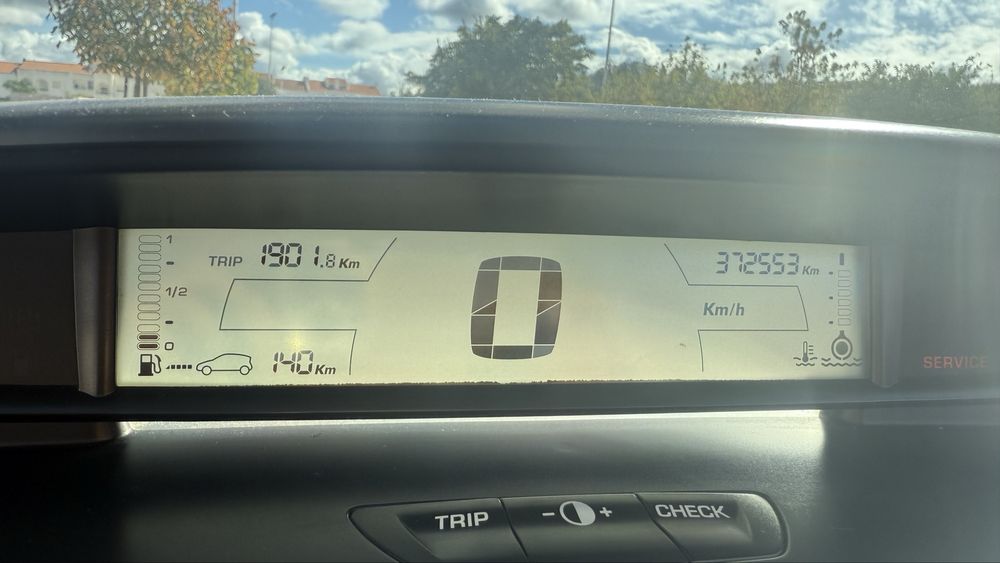 1
TRIP 1901.8 Km
372553 Km
1/2
0
Km/h
0
140 Km
SERVICE
TRIP - + CHECK